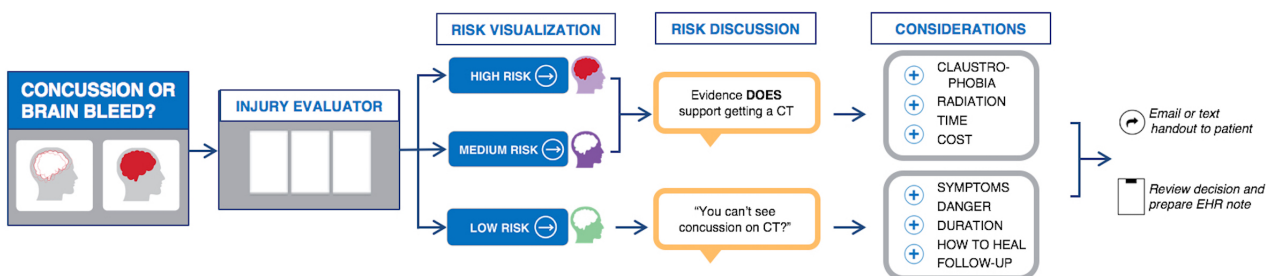 RISK VISUALIZATION
RISK DISCUSSION
CONSIDERATIONS
CONCUSSION OR
BRAIN BLEED?
INJURY EVALUATOR
HIGH RISK
MEDIUM RISK
LOW RISK
Evidence DOES
support getting a CT
"You can't see
concussion on CT?"
CLAUSTRO-
PHOBIA
RADIATION
TIME
COST
SYMPTOMS
DANGER
DURATION
HOW TO HEAL
FOLLOW-UP
Email or text
handout to patient
Review decision and
prepare EHR note